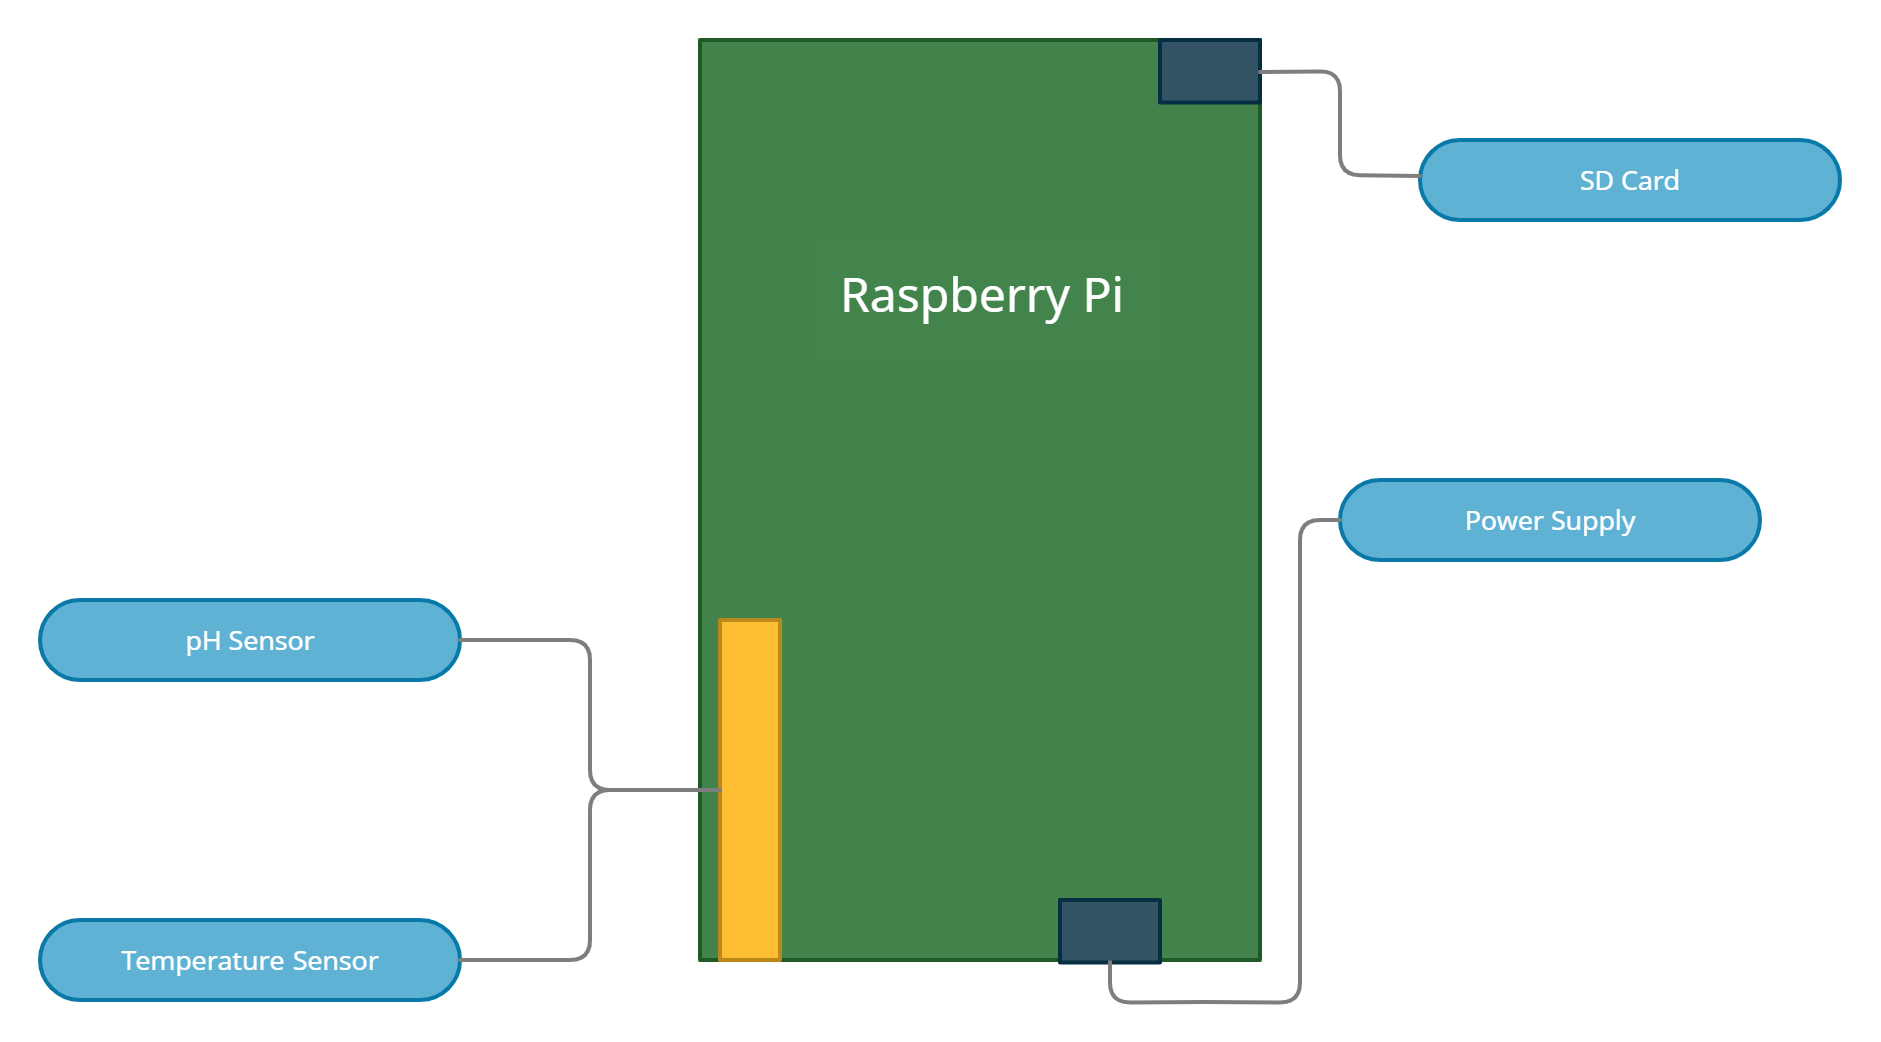 Raspberry Pi
SD Card
Power Supply
pH Sensor
Temperature Sensor